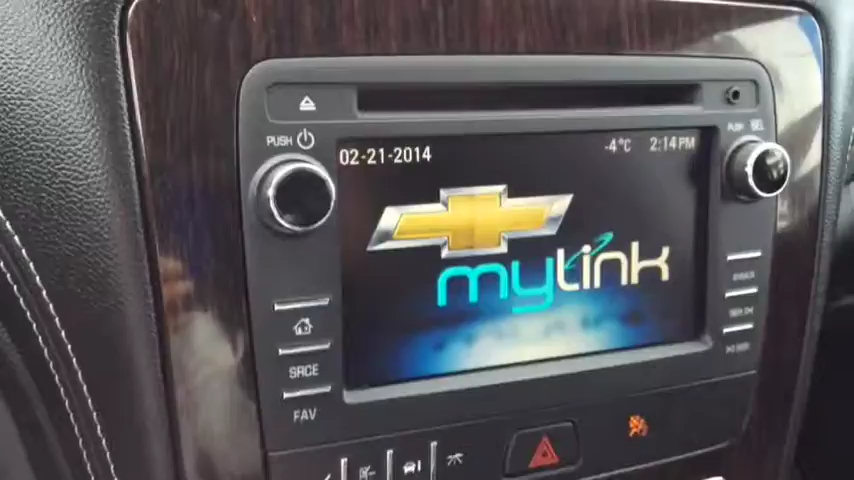 PUSH
PUSH SEL
02-21-2014 -4°C 2:14 PM
mylink
SRCE
FAV